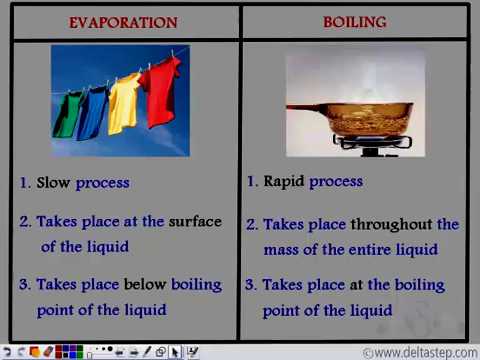 EVAPORATION
BOILING
1. Slow process
2. Takes place at the surface
of the liquid
3. Takes place below boiling
point of the liquid
1. Rapid process
2. Takes place throughout the
mass of the entire liquid
3. Takes place at the boiling
point of the liquid
©www.deltastep.com